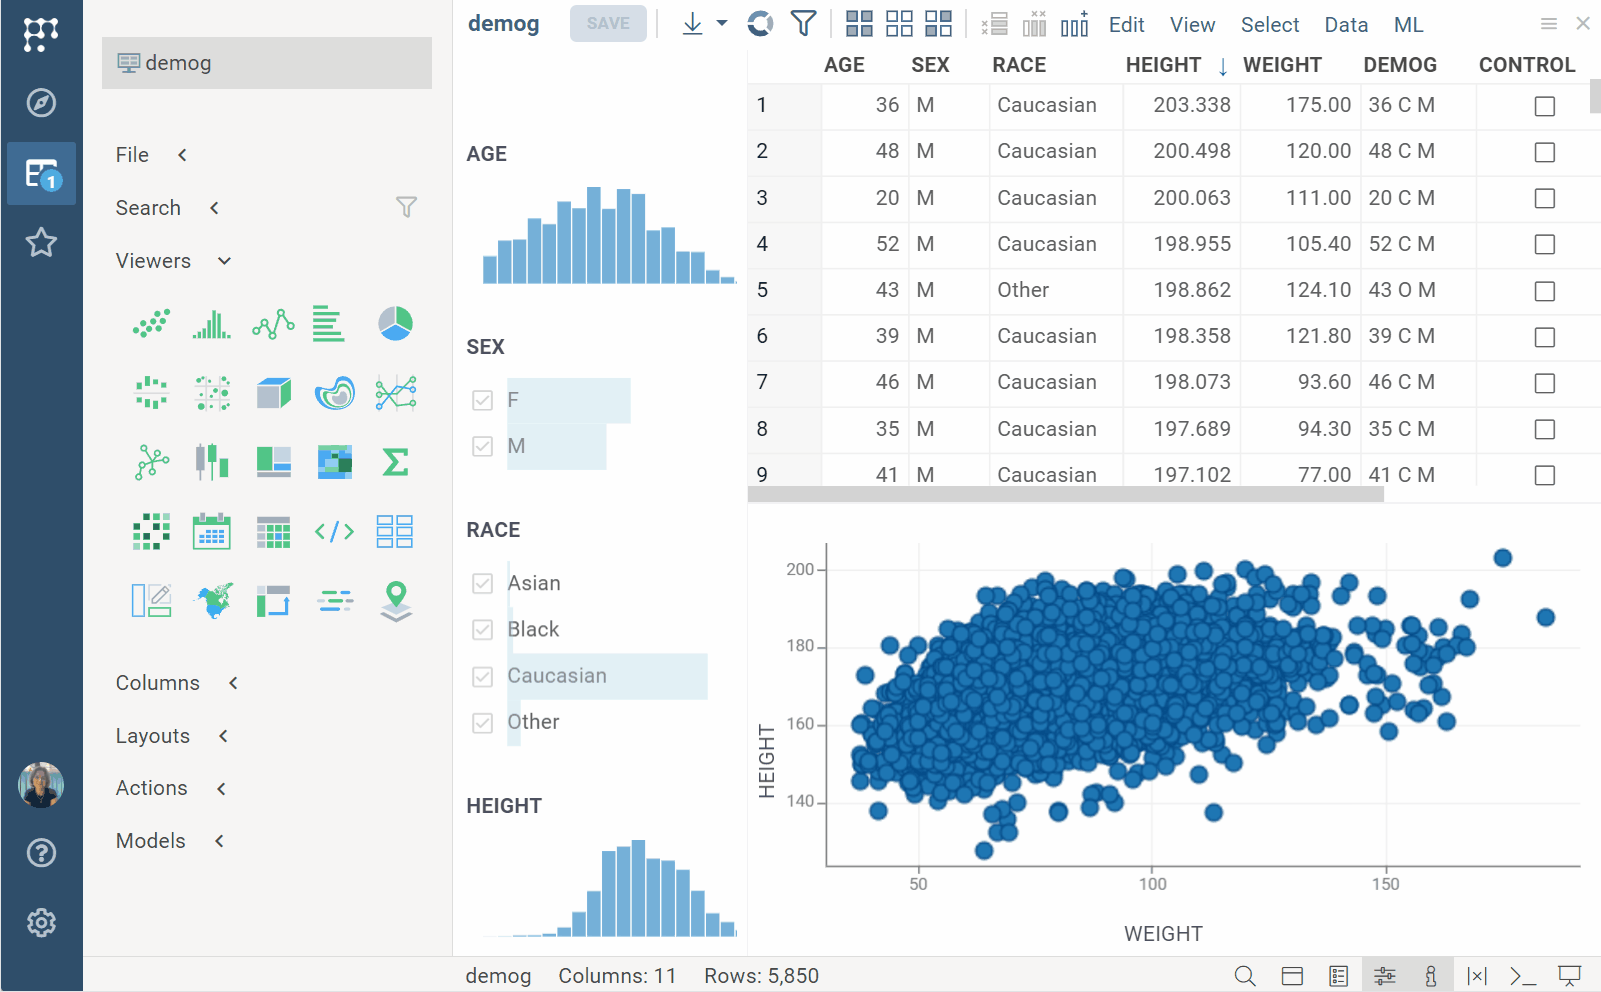 demog
1
File
Search
Viewers
Columns
Layouts
Actions
Models
demog SAVE Edit View Select Data ML
AGE
SEX
F
M
RACE
Asian
Black
Caucasian
Other
HEIGHT
AGE SEX RACE HEIGHT ↓ WEIGHT DEMOG CONTROL
1 36 M Caucasian 203.338 175.00 36 C M
2 48 M Caucasian 200.498 120.00 48 C M
3 20 M Caucasian 200.063 111.00 20 C M
4 52 M Caucasian 198.955 105.40 52 C M
5 43 M Other 198.862 124.10 43 O M
6 39 M Caucasian 198.358 121.80 39 C M
7 46 M Caucasian 198.073 93.60 46 C M
8 35 M Caucasian 197.689 94.30 35 C M
9 41 M Caucasian 197.102 77.00 41 C M
200
180
160
140
HEIGHT
50 100 150
WEIGHT
demog Columns: 11 Rows: 5,850